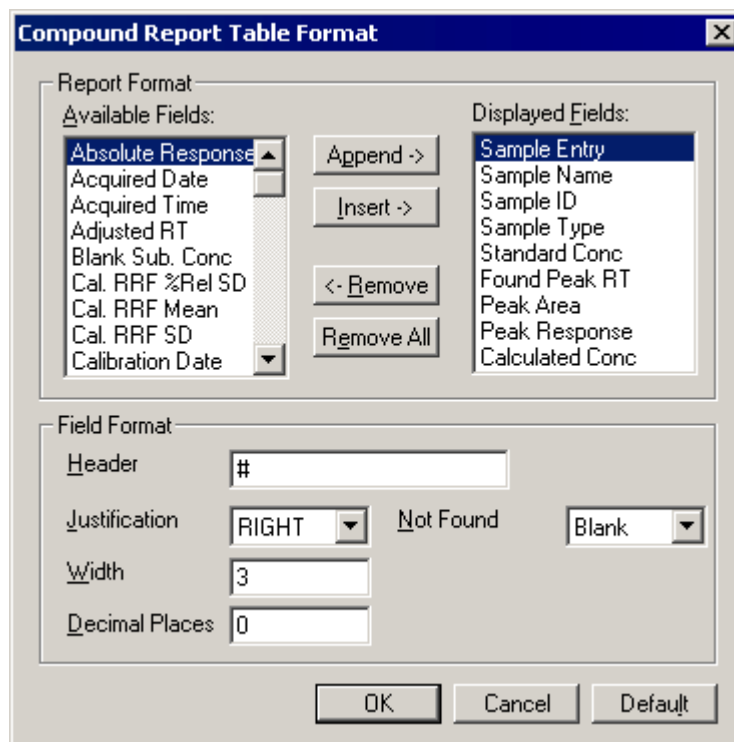 Compound Report Table Format
Report Format
Available Fields:
Absolute Response
Acquired Date
Acquired Time
Adjusted RT
Blank Sub. Conc
Cal. RRF %Rel SD
Cal. RRF Mean
Cal. RRF SD
Calibration Date
Append ->
Insert ->
<- Remove
Remove All
Displayed Fields:
Sample Entry
Sample Name
Sample ID
Sample Type
Standard Conc
Found Peak RT
Peak Area
Peak Response
Calculated Conc
Field Format
Header #
Justification RIGHT Not Found Blank
Width 3
Decimal Places 0
OK Cancel Default